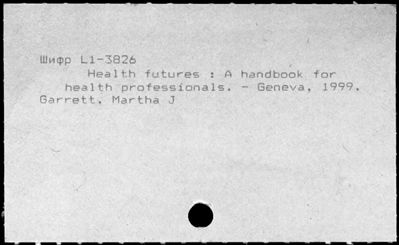 Шифр L1-3826
Health futures : A handbook for
health professionals. - Geneva, 1999.
Garrett, Martha J